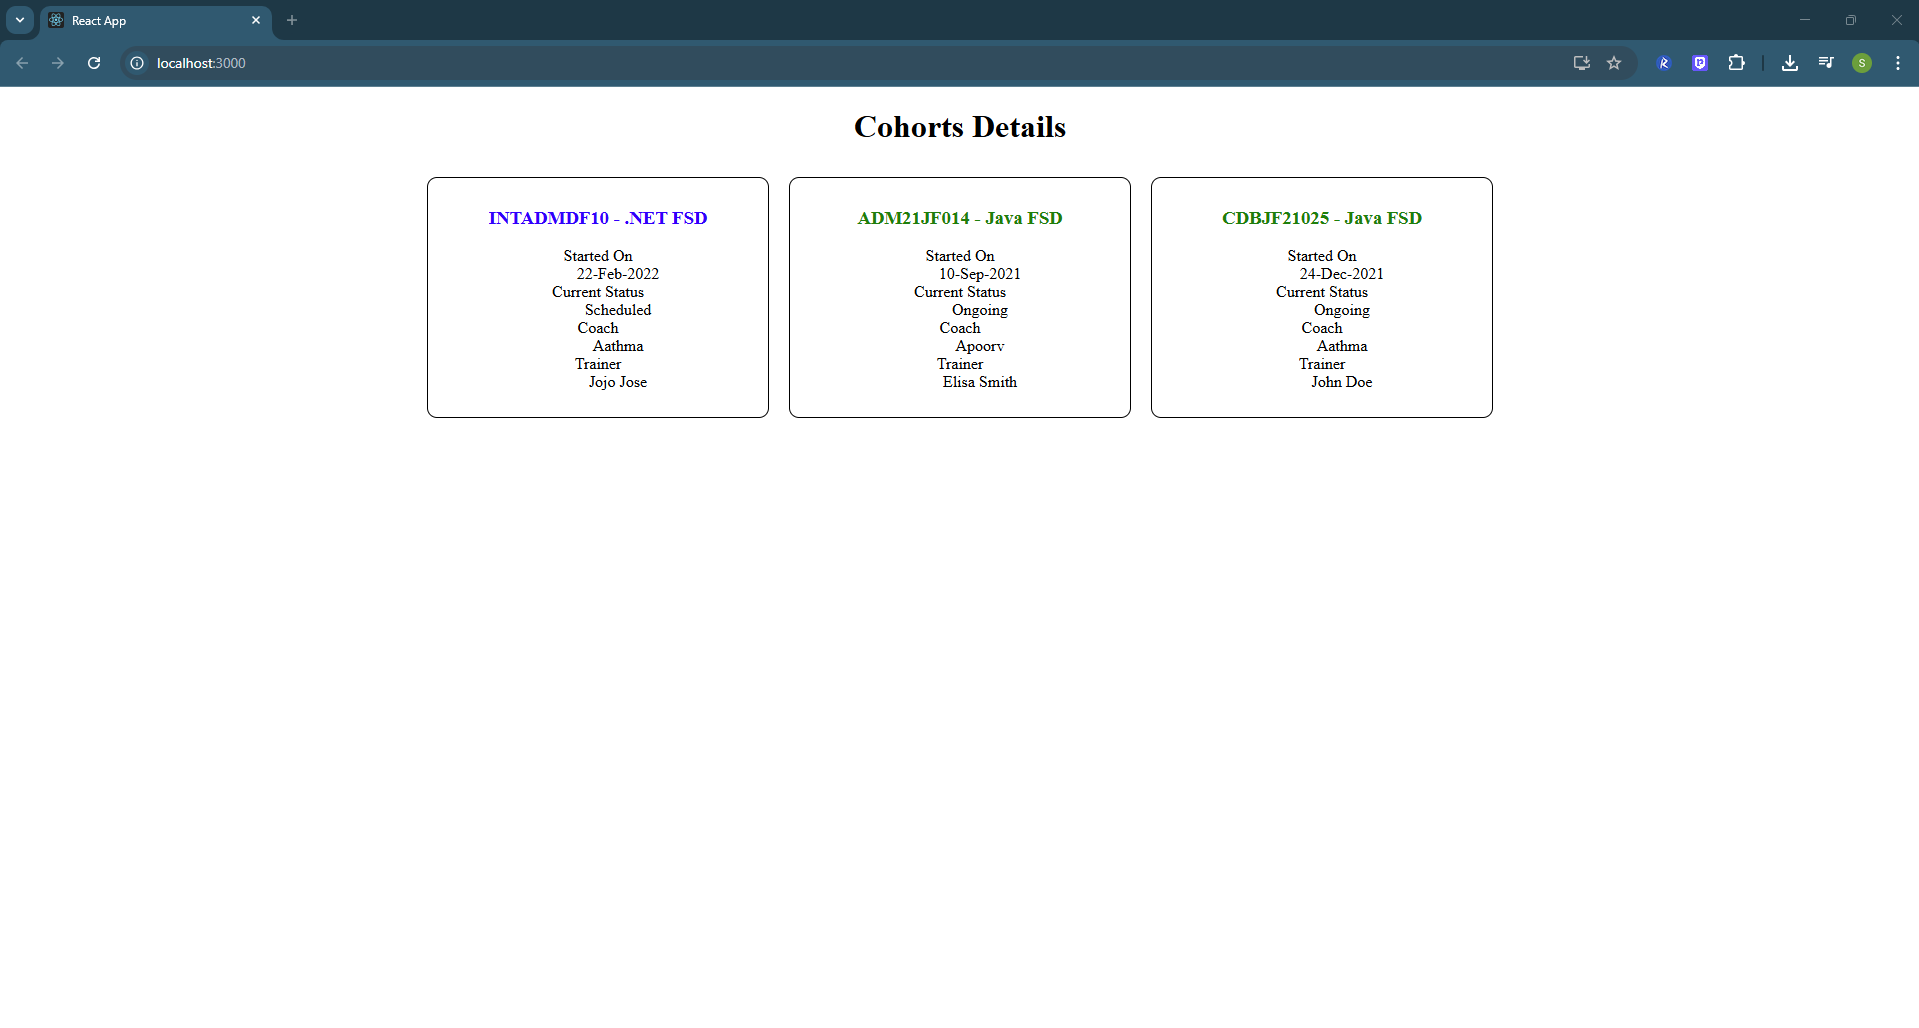 React App
localhost:3000
S
Cohorts Details
INTADMDF10 - .NET FSD
Started On
22-Feb-2022
Current Status
Scheduled
Coach
Aathma
Trainer
Jojo Jose
ADM21JF014 - Java FSD
Started On
10-Sep-2021
Current Status
Ongoing
Coach
Apoorv
Trainer
Elisa Smith
CDBJF21025 - Java FSD
Started On
24-Dec-2021
Current Status
Ongoing
Coach
Aathma
Trainer
John Doe